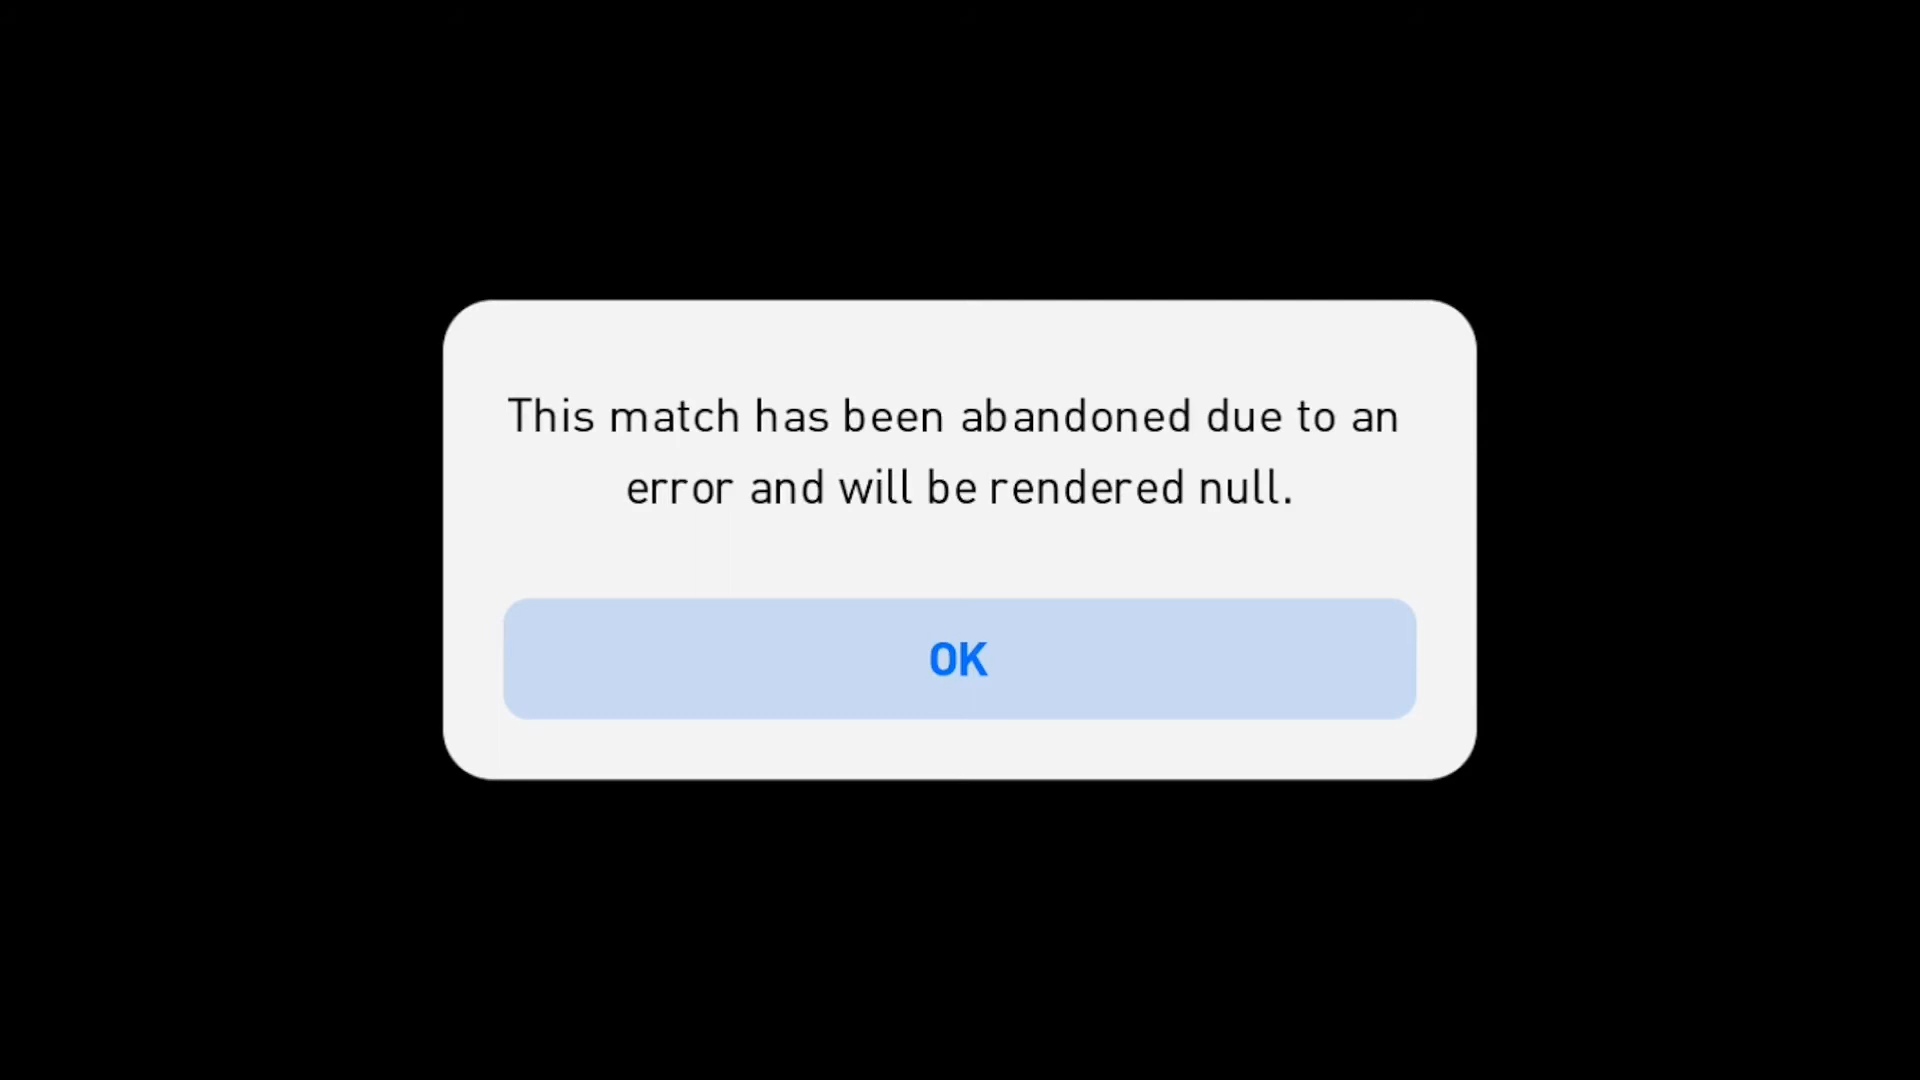 This match has been abandoned due to an
error and will be rendered null.
OK